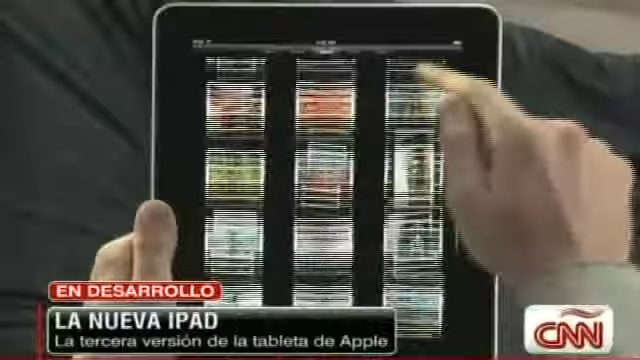 EN DESARROLLO
LA NUEVA IPAD
La tercera versión de la tableta de Apple
CNN